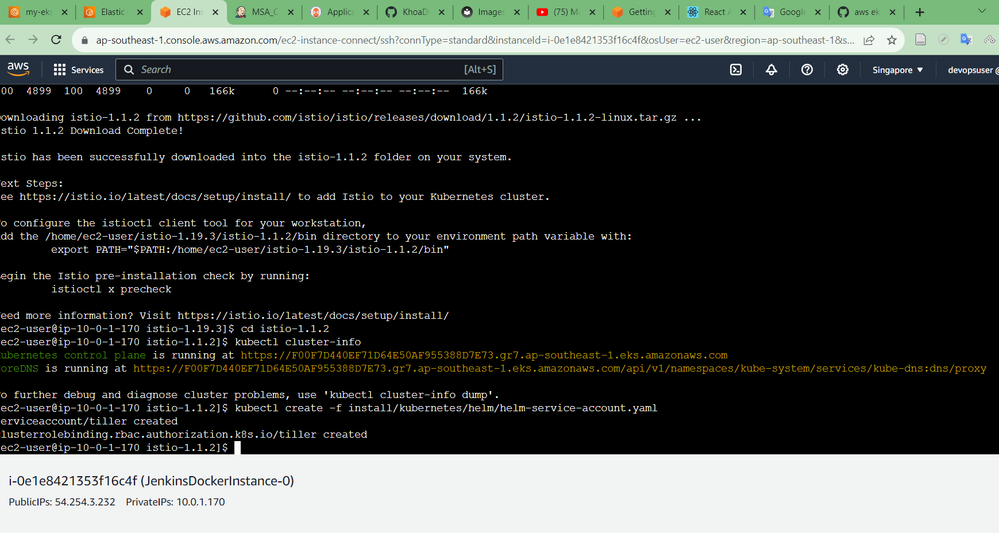 my-eks
Elastic
EC2 Ins
MSA_C
Applica
KhoaD
Images
(75) M
Getting
React A
Google
aws ek
ap-southeast-1.console.aws.amazon.com/ec2-instance-connect/ssh?connType=standard&instanceId=i-0e1e8421353f16c4f&osUser=ec2-user&region=ap-southeast-1&s...
aws
Services
Search
[Alt+S]
Singapore
devopsuser @
00  4899  100  4899    0     0   166k      0 --:--:-- --:--:-- --:--:--  166k
ownloading istio-1.1.2 from https://github.com/istio/istio/releases/download/1.1.2/istio-1.1.2-linux.tar.gz ...
stio 1.1.2 Download Complete!
stio has been successfully downloaded into the istio-1.1.2 folder on your system.
ext Steps:
ee https://istio.io/latest/docs/setup/install/ to add Istio to your Kubernetes cluster.
o configure the istioctl client tool for your workstation,
dd the /home/ec2-user/istio-1.19.3/istio-1.1.2/bin directory to your environment path variable with:
export PATH="$PATH:/home/ec2-user/istio-1.19.3/istio-1.1.2/bin"
egin the Istio pre-installation check by running:
istioctl x precheck
eed more information? Visit https://istio.io/latest/docs/setup/install/
ec2-user@ip-10-0-1-170 istio-1.19.3]$ cd istio-1.1.2
ec2-user@ip-10-0-1-170 istio-1.1.2]$ kubectl cluster-info
ubernetes control plane is running at https://F00F7D440EF71D64E50AF955388D7E73.gr7.ap-southeast-1.eks.amazonaws.com
oreDNS is running at https://F00F7D440EF71D64E50AF955388D7E73.gr7.ap-southeast-1.eks.amazonaws.com/api/v1/namespaces/kube-system/services/kube-dns:dns/proxy
o further debug and diagnose cluster problems, use 'kubectl cluster-info dump'.
ec2-user@ip-10-0-1-170 istio-1.1.2]$ kubectl create -f install/kubernetes/helm/helm-service-account.yaml
erviceaccount/tiller created
clusterrolebinding.rbac.authorization.k8s.io/tiller created
ec2-user@ip-10-0-1-170 istio-1.1.2]$
i-0e1e8421353f16c4f (JenkinsDockerInstance-0)
PublicIPs: 54.254.3.232 PrivateIPs: 10.0.1.170